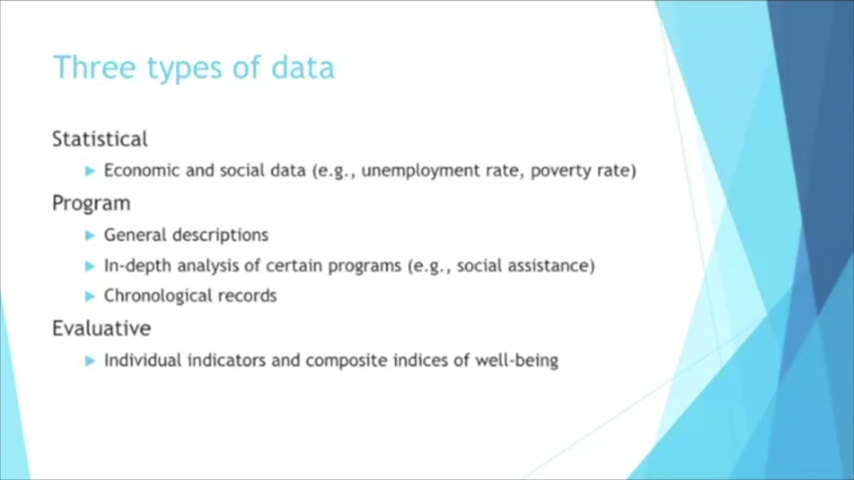 Three types of data
Statistical
Economic and social data (e.g., unemployment rate, poverty rate)
Program
General descriptions
In-depth analysis of certain programs (e.g., social assistance)
Chronological records
Evaluative
Individual indicators and composite indices of well-being